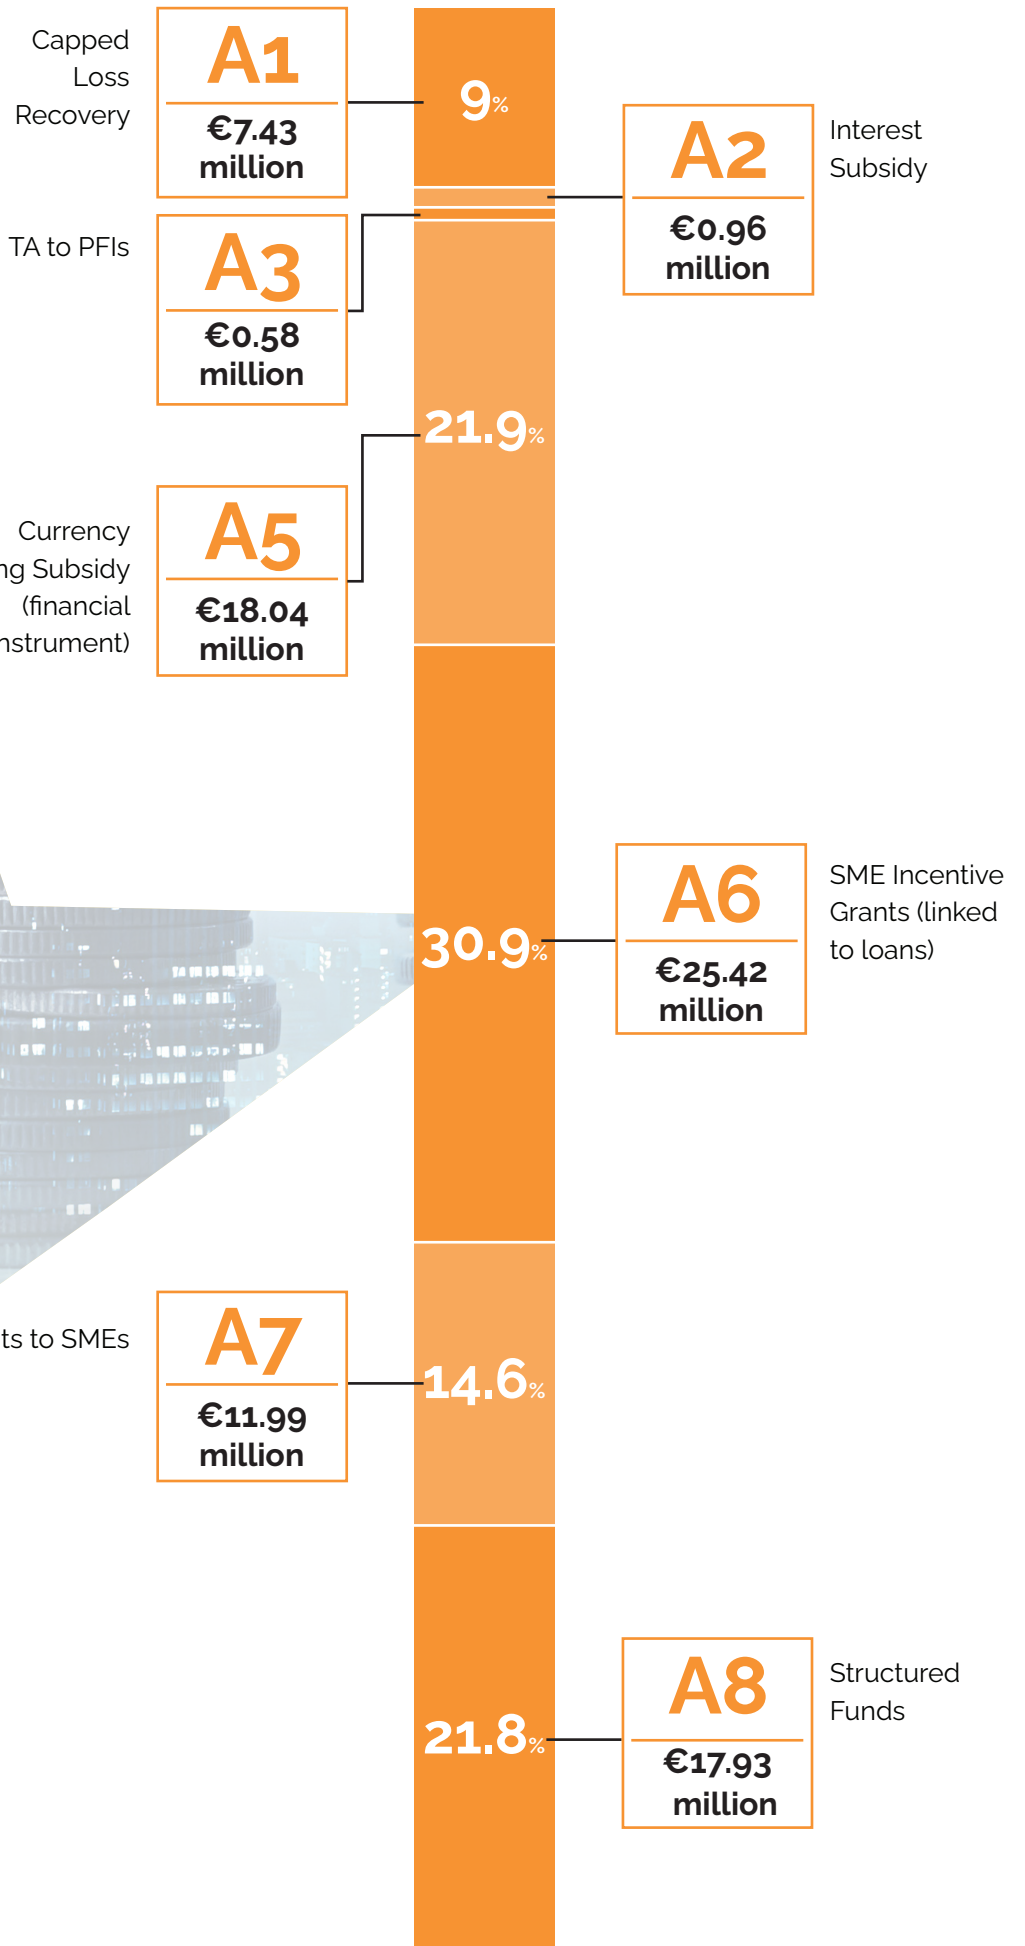 Capped
Loss
Recovery
A1
€7.43
million
9%
A2
€0.96
million
Interest
Subsidy
TA to PFIs
A3
€0.58
million
21.9%
Currency
Subsidy
(financial
A5
€18.04
million
30.9%
A6
€25.42
million
SME Incentive
Grants (linked
to loans)
to SMEs
A7
€11.99
million
14.6%
21.8%
A8
€17.93
million
Structured
Funds